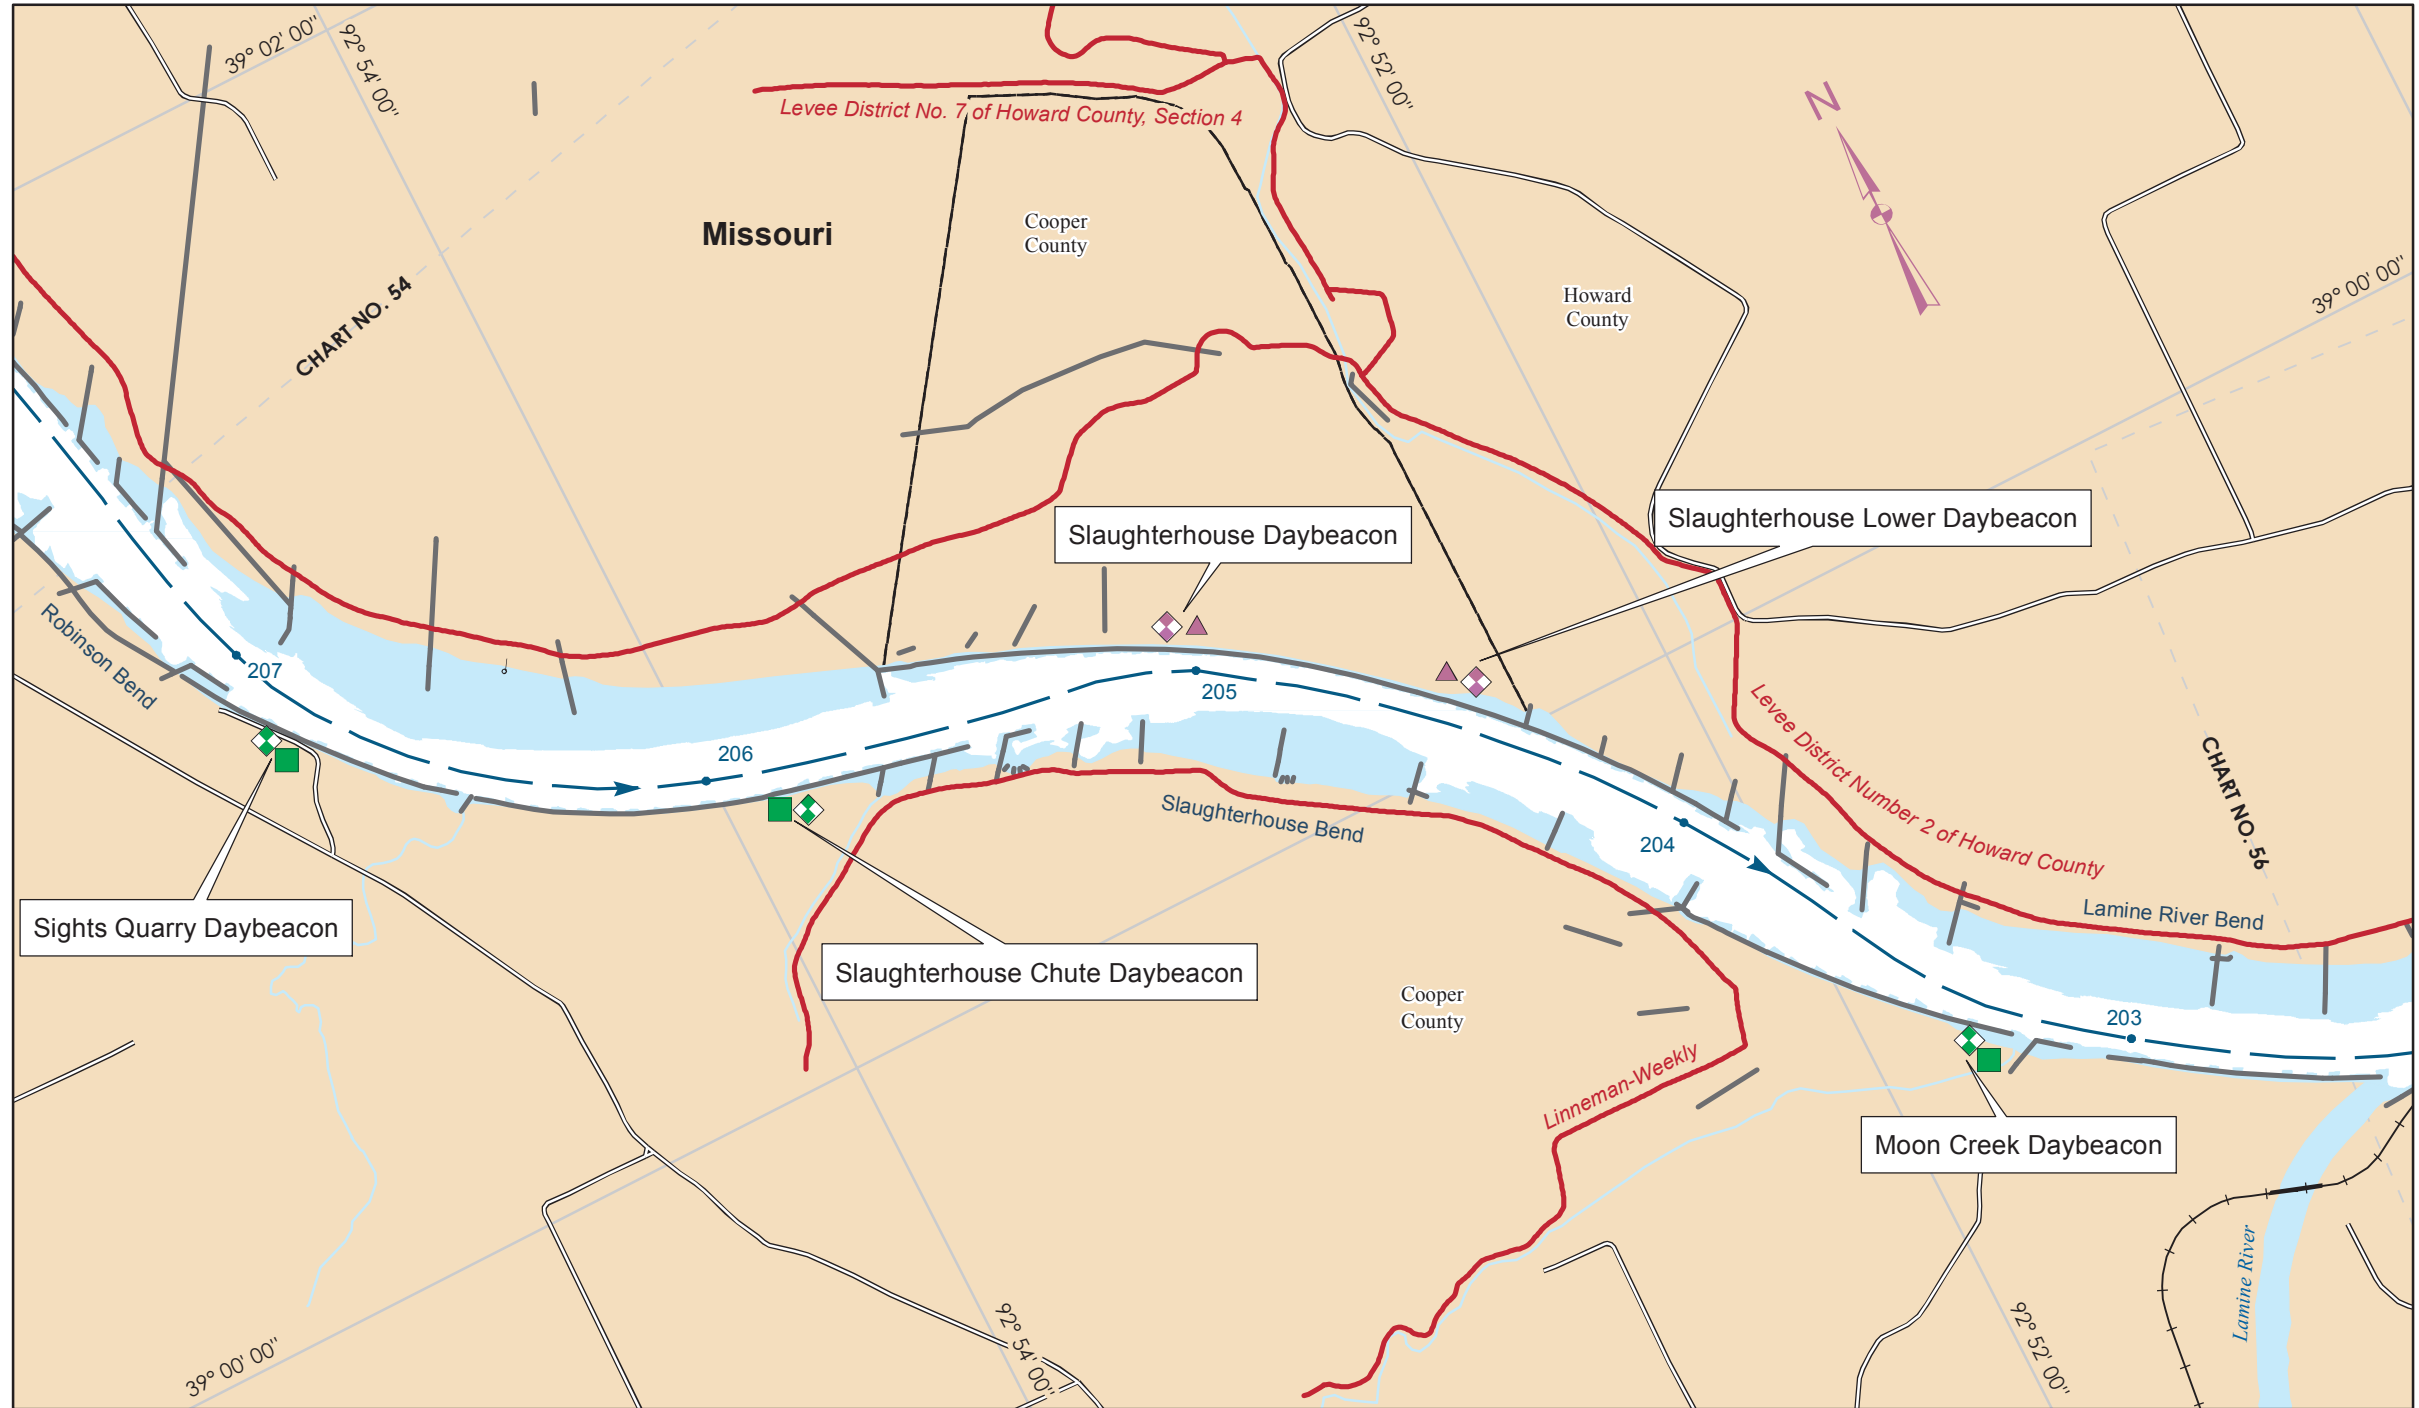 39° 02' 00"
92° 54' 00"
92° 52' 00"
N
Levee District No. 7 of Howard County, Section 4
Missouri
Cooper
County
Howard
County
39° 00' 00"
CHART NO. 54
Slaughterhouse Daybeacon
Slaughterhouse Lower Daybeacon
Robinson Bend
207
205
206
Levee District Number 2 of Howard County
CHART NO. 56
Slaughterhouse Bend
204
Lamine River Bend
Sights Quarry Daybeacon
Slaughterhouse Chute Daybeacon
Cooper
County
203
Linneman-Weekly
Moon Creek Daybeacon
Lamine River
39° 00' 00"
92° 54' 00"
92° 52' 00"